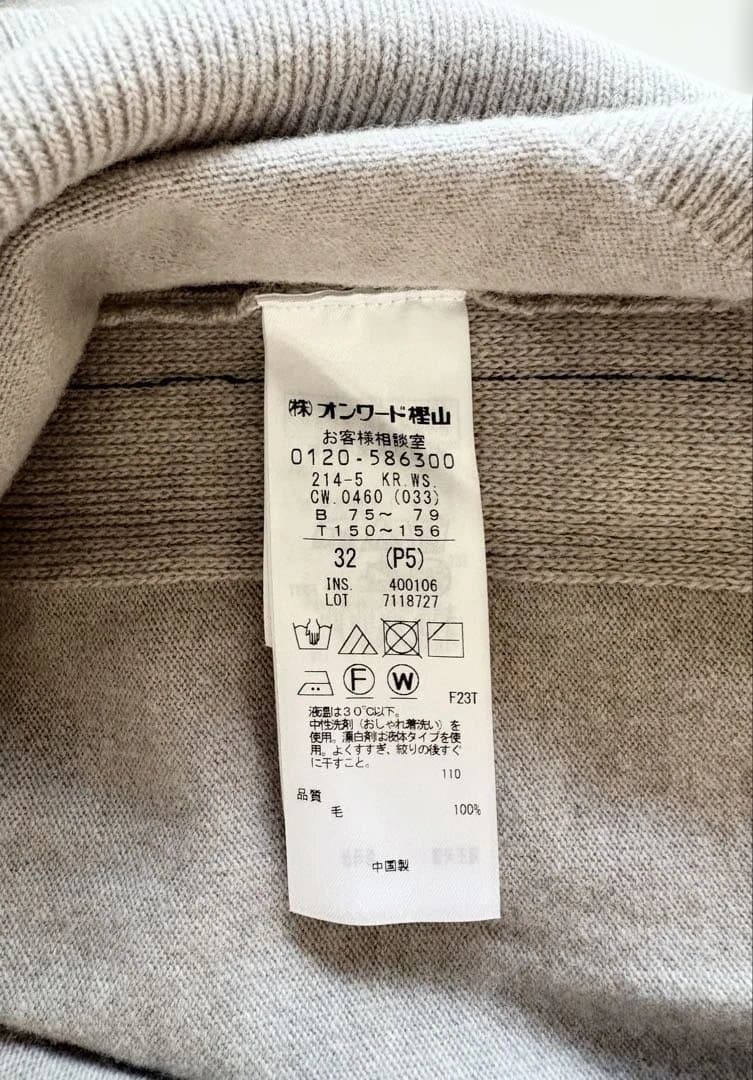 (株)オンワード樫山
お客様相談室
0120-586300
214-5 KR.WS.
CW.0460 (033)
B 75～ 79
T150～156
32 (P5)
INS. 400106
LOT 7118727
F W
F23T
液温は30℃以下。
中性洗剤（おしゃれ着洗い）を
使用。漂白剤は液体タイプを使
用。よくすすぎ、絞りの後すぐ
に干すこと。
110
品質
毛 100%
中国製